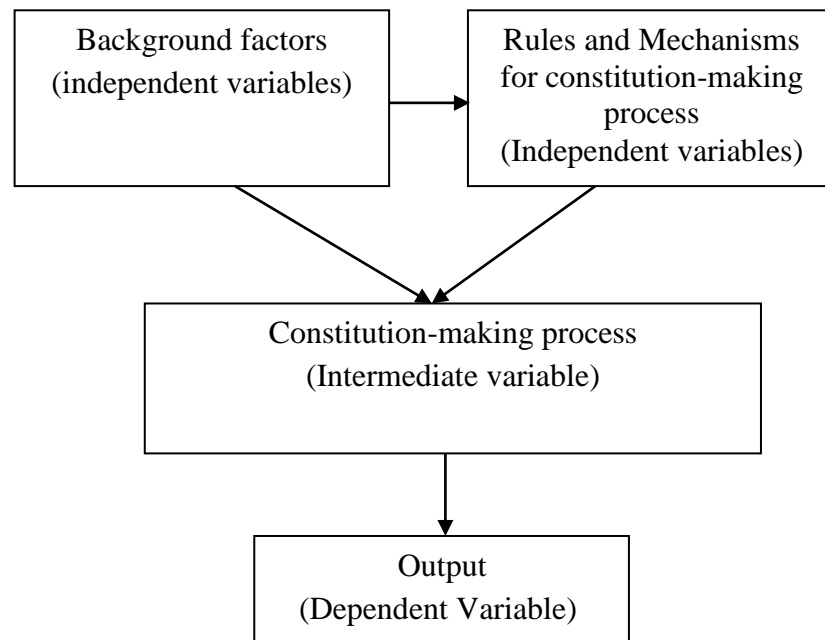 Background factors
(independent variables)
Rules and Mechanisms
for constitution-making
process
(Independent variables)
Constitution-making process
(Intermediate variable)
Output
(Dependent Variable)